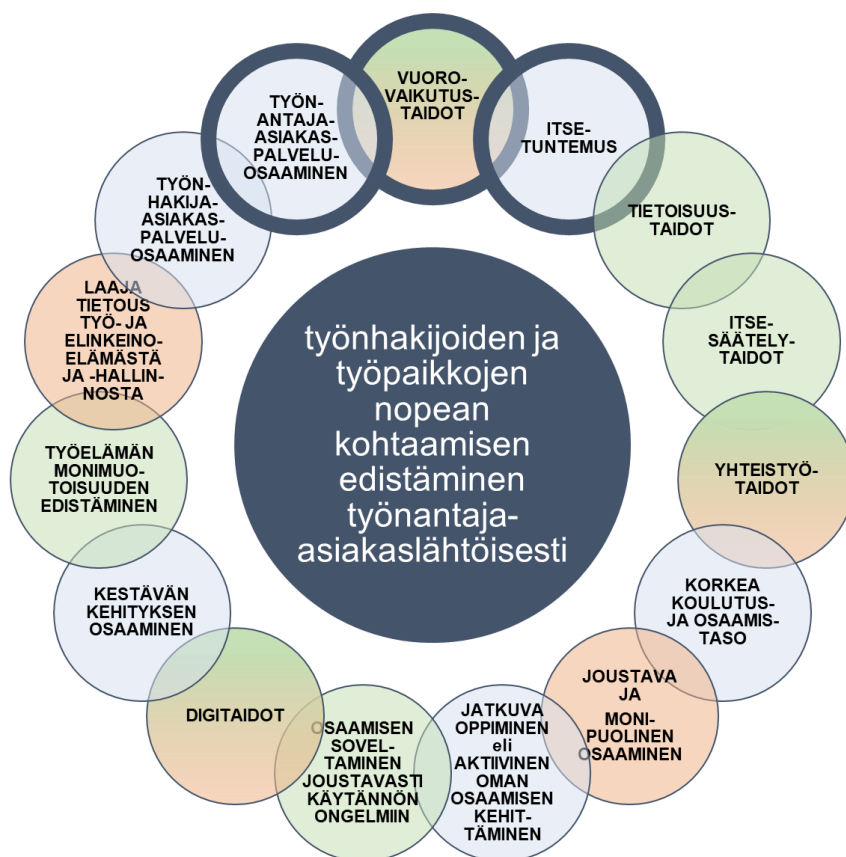 VUORO-
VAIKUTUS-
TAIDOT
ITSE-
TUNTEMUS
TIETOISUUS-
TAIDOT
ITSE-
SÄÄTELY-
TAIDOT
YHTEISTYÖ-
TAIDOT
KORKEA
KOULUTUS-
JA OSAAMIS-
TASO
JOUSTAVA
JA
MONI-
PUOLINEN
OSAAMINEN
JATKUVA
OPPIMINEN
eli
AKTIIVINEN
OMAN
OSAAMISEN
KEHIT-
TÄMINEN
OSAAMISEN
SOVEL-
TAMINEN
JOUSTAVASTI
KÄYTÄNNÖN
ONGELMIIN
DIGITAIDOT
KESTÄVÄN
KEHITYKSEN
OSAAMINEN
TYÖELÄMÄN
MONIMUO-
TOISUUDEN
EDISTÄMINEN
LAAJA
TIETOUS
TYÖ- JA
ELINKEINO-
ELÄMÄSTÄ
JA -HALLIN-
NOSTA
TYÖN-
HAKIJA-
ASIAKAS-
PALVELU-
OSAAMINEN
TYÖN-
ANTAJA-
ASIAKAS-
PALVELU-
OSAAMINEN
työnhakijoiden ja
työpaikkojen
nopean
kohtaamisen
edistäminen
työnantaja-
asiakaslähtöisesti